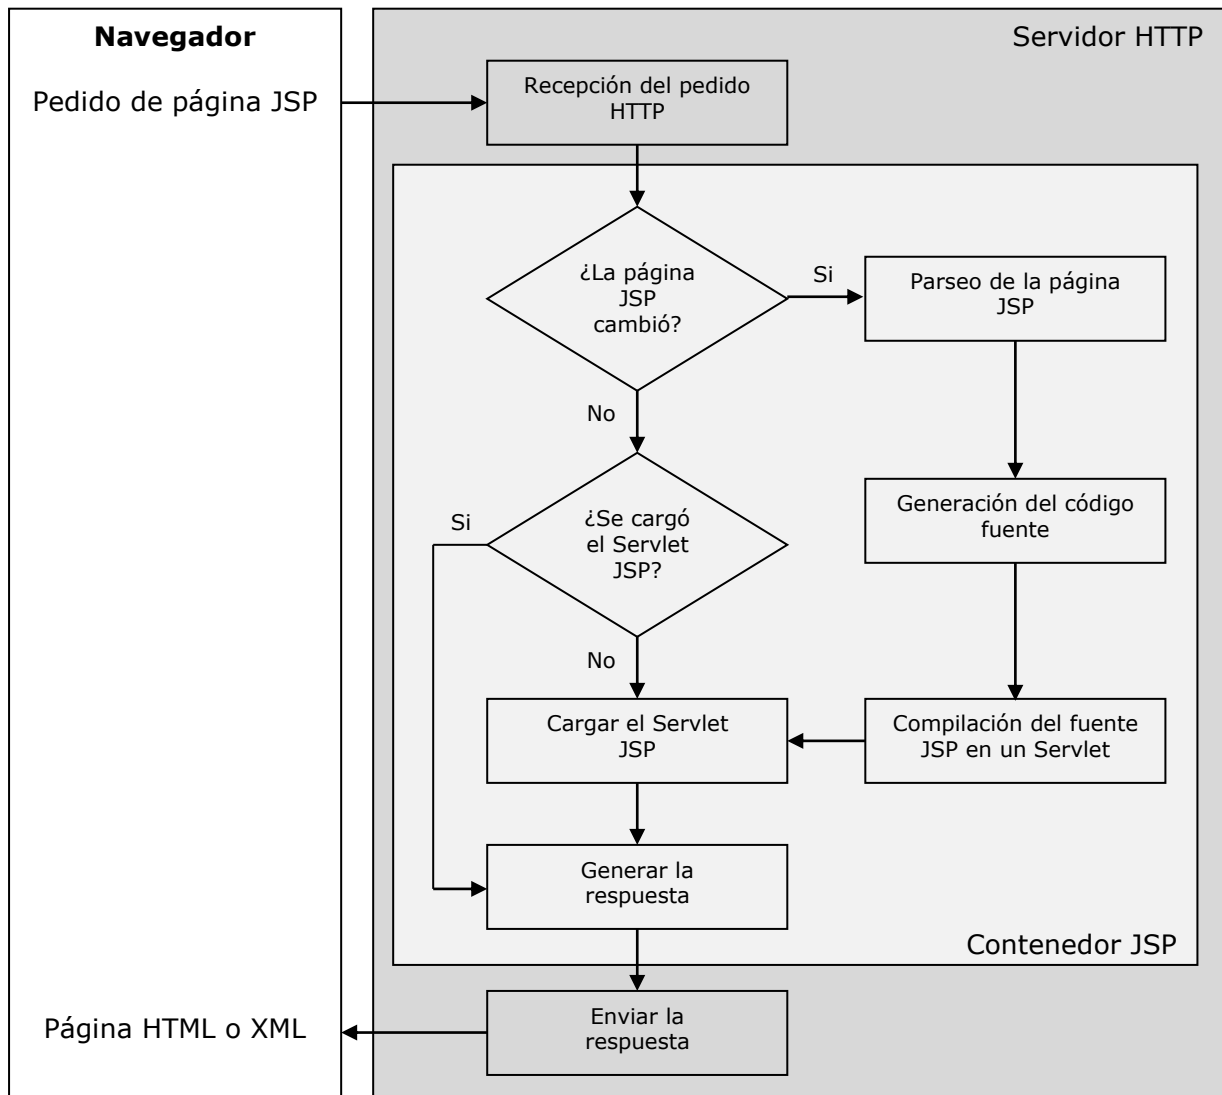 Navegador
Servidor HTTP
Pedido de página JSP
Recepción del pedido
HTTP
¿La página
JSP
cambió?
Si
Parseo de la página
JSP
No
Generación del código
fuente
Si
¿Se cargó
el Servlet
JSP?
No
Cargar el Servlet
JSP
Compilación del fuente
JSP en un Servlet
Generar la
respuesta
Contenedor JSP
Enviar la
respuesta
Página HTML o XML